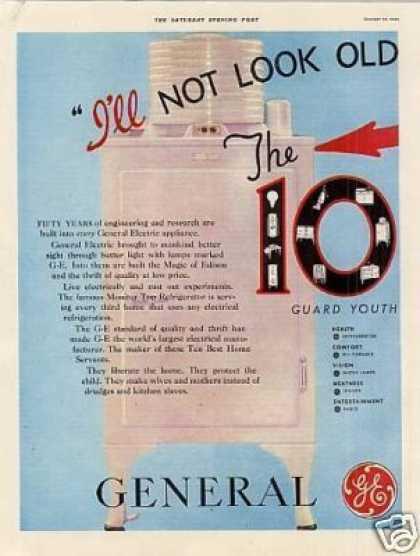 THE SATURDAY EVENING POST
"I'll NOT LOOK OLD
The
10
GUARD YOUTH
FIFTY YEARS of engineering and research are
built into every General Electric appliance.
General Electric brought to mankind better
sight through better light with lamps marked
G-E. Into them are built the Magic of Edison
and the thrift of quality at low price.
Live electrically and cast out experiments.
The famous Monitor Top Refrigerator is serv-
ing every third home that uses any electrical
refrigeration.
The G-E standard of quality and thrift has
made G-E the world's largest electrical manu-
facturer. The maker of these Ten Best Home
Servants.
They liberate the home. They protect the
child. They make wives and mothers instead of
drudges and kitchen slaves.
HEALTH
REFRIGERATOR
COMFORT
OIL FURNACE
VISION
MAZDA LAMPS
NEATNESS
ENTERTAINMENT
RADIO
GENERAL
GE